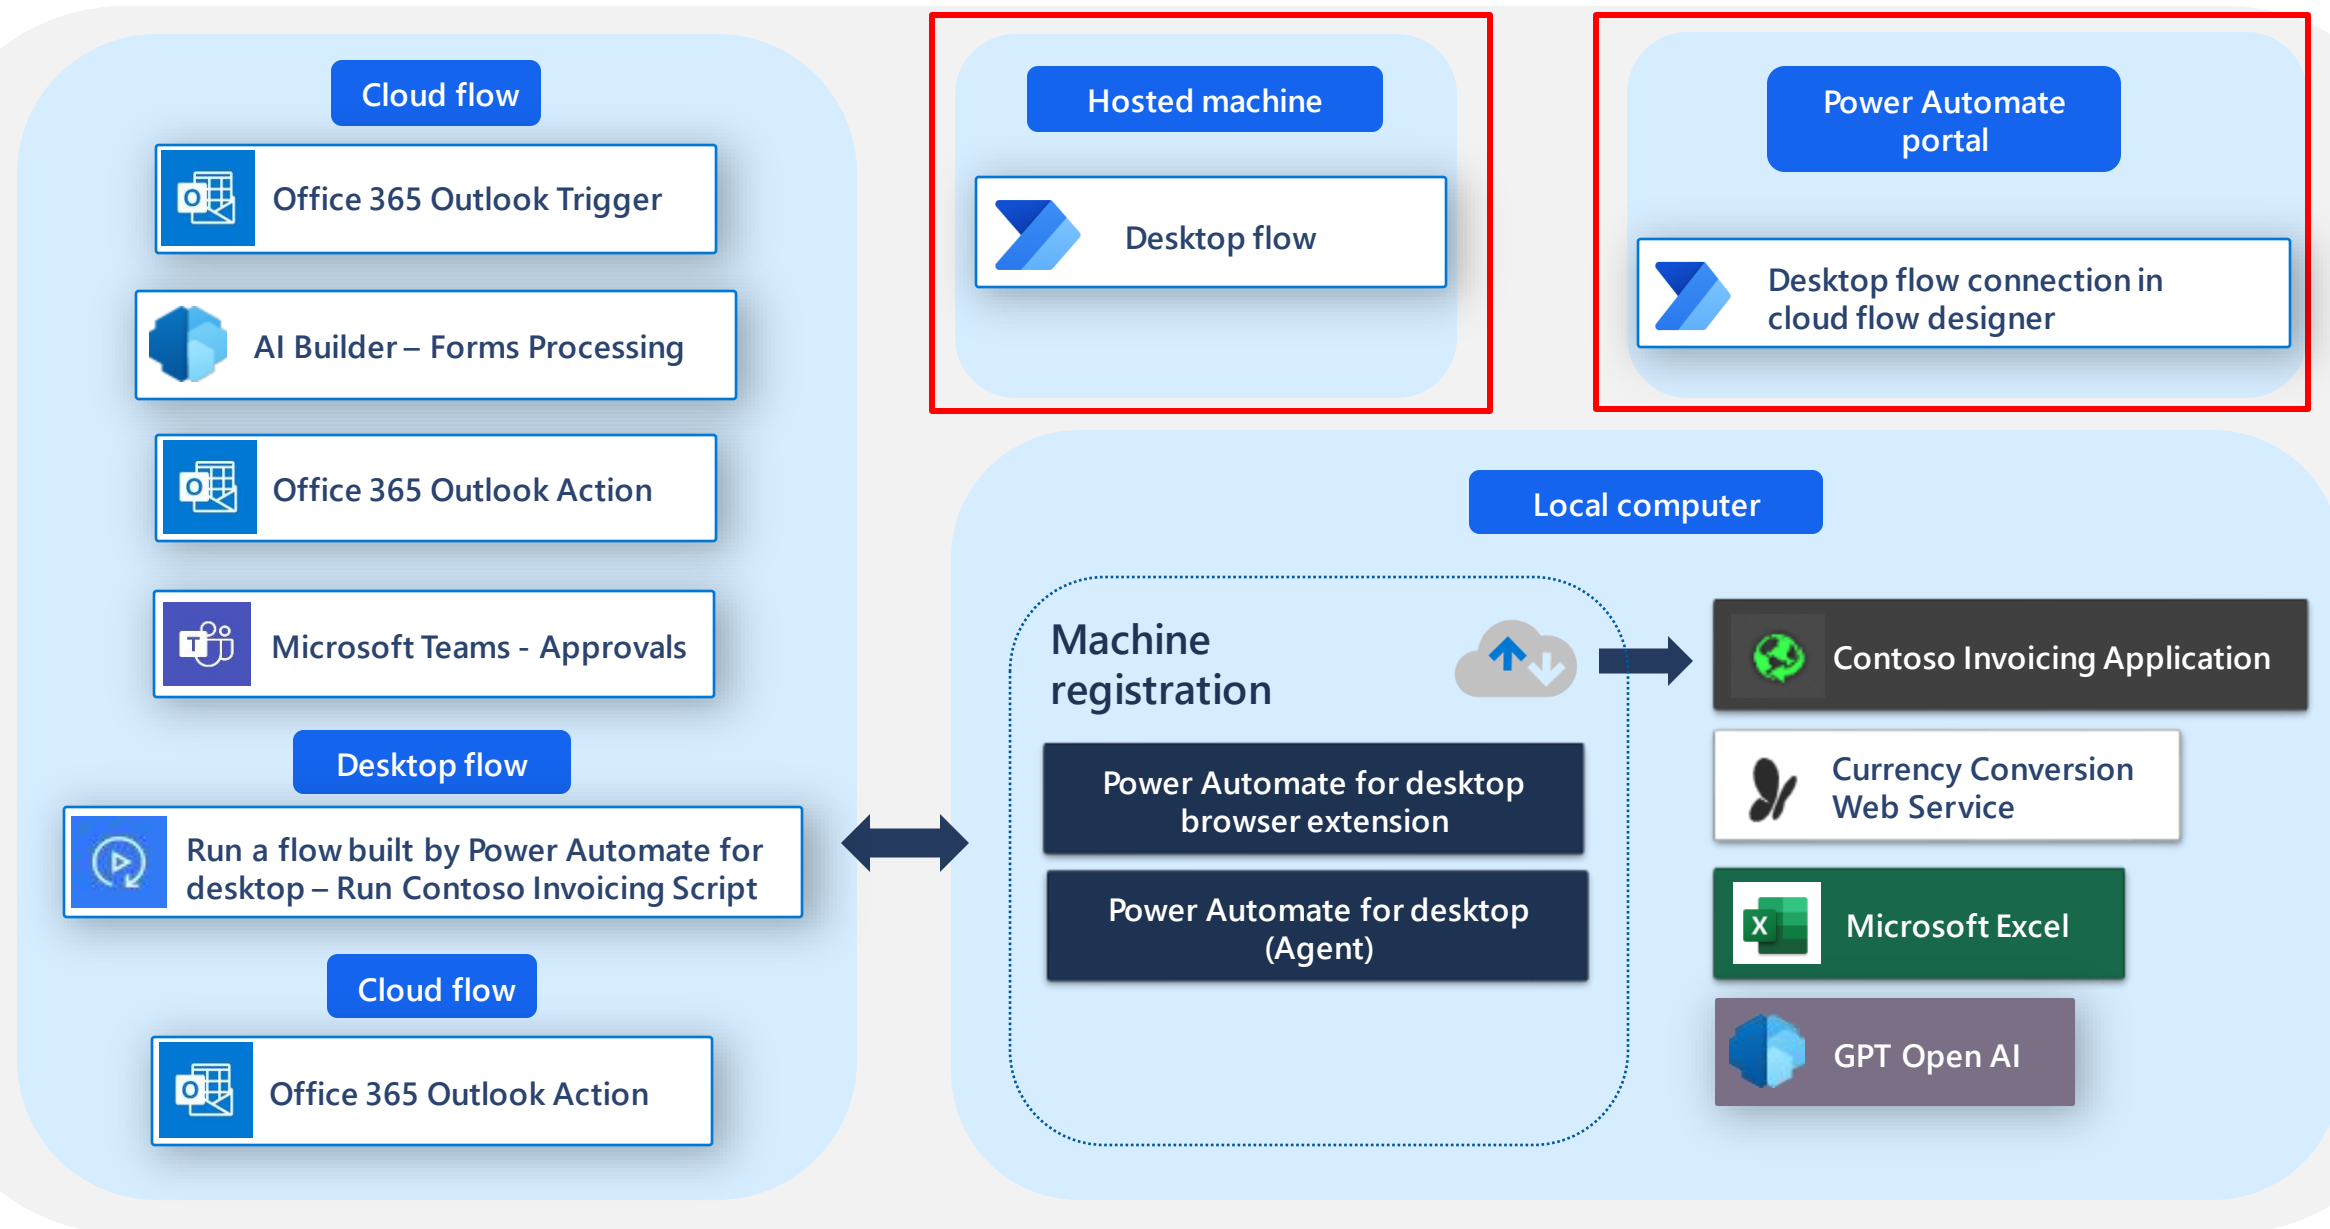 Cloud flow
Office 365 Outlook Trigger
AI Builder – Forms Processing
Office 365 Outlook Action
Microsoft Teams - Approvals
Desktop flow
Run a flow built by Power Automate for
desktop – Run Contoso Invoicing Script
Cloud flow
Office 365 Outlook Action
Hosted machine
Desktop flow
Power Automate
portal
Desktop flow connection in
cloud flow designer
Local computer
Machine
registration
Power Automate for desktop
browser extension
Power Automate for desktop
(Agent)
Contoso Invoicing Application
Currency Conversion
Web Service
Microsoft Excel
GPT Open AI